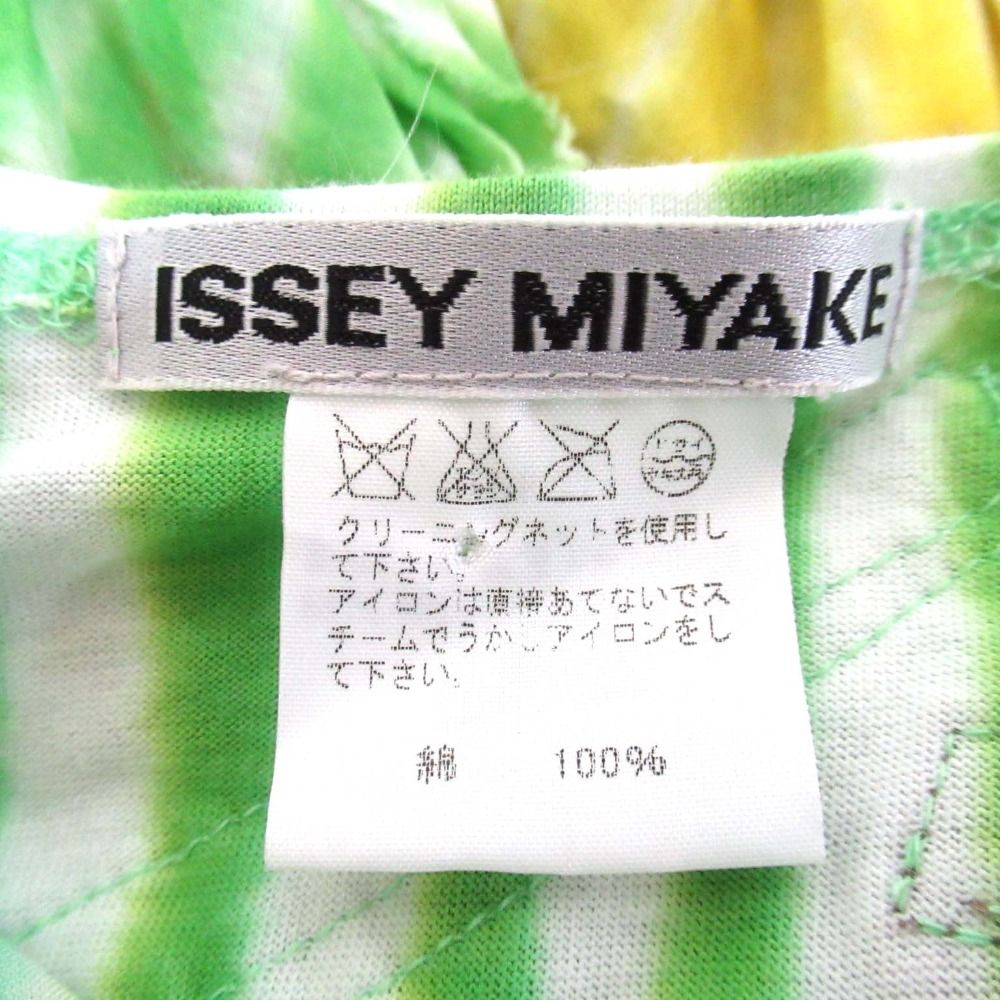 ISSEY MIYAKE
クリーニングネットを使用し
て下さい。
アイロンは直接あてないでス
チームでうかしアイロンをし
て下さい。
綿 100%